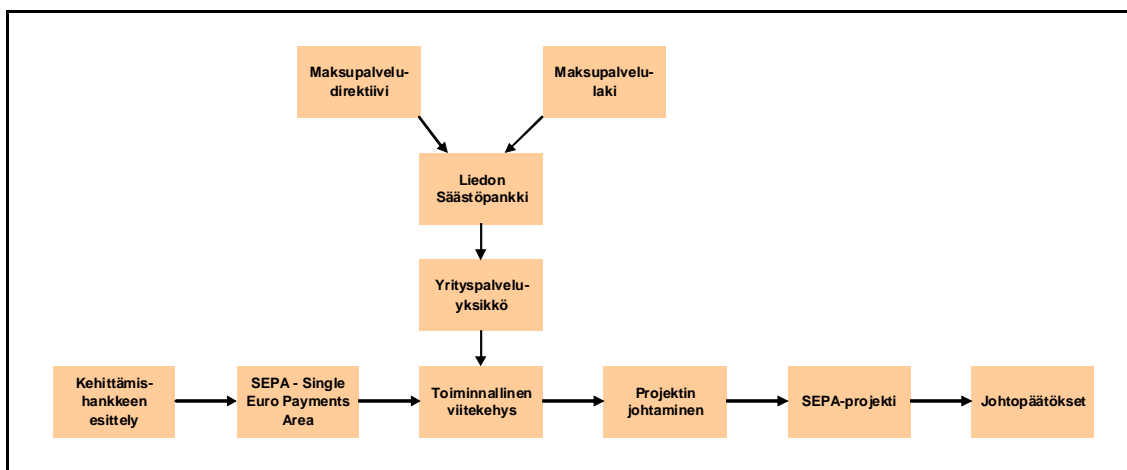 Maksupalvelu-
direktiivi
Maksupalvelu-
laki
Liedon
Säästöpankki
Yrityspalvelu-
yksikkö
Kehittämis-
hankkeen
esittely
SEPA - Single
Euro Payments
Area
Toiminnallinen
viitekehys
Projektin
johtaminen
SEPA-projekti
Johtopäätökset